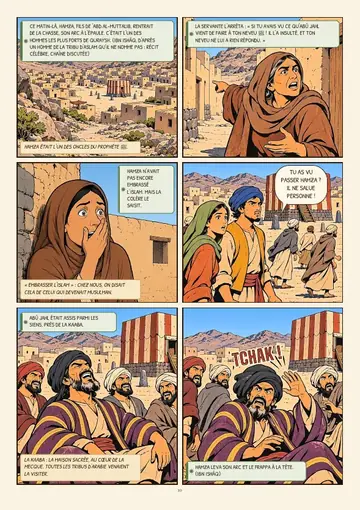 CE MATIN-LÀ, HAMZA, FILS DE ʿABD AL-MUTTALIB, RENTRAIT
DE LA CHASSE, SON ARC À L'ÉPAULE. C'ÉTAIT L'UN DES
HOMMES LES PLUS FORTS DE QURAYSH. (IBN ISHÂQ, D'APRÈS
UN HOMME DE LA TRIBU D'ASLAM QU'IL NE NOMME PAS : RÉCIT
CÉLÈBRE, CHAÎNE DISCUTÉE)
HAMZA ÉTAIT L'UN DES ONCLES DU PROPHÈTE ﷺ.
LA SERVANTE L'ARRÊTA : « SI TU AVAIS VU CE QU'ABÛ JAHL
VIENT DE FAIRE À TON NEVEU ﷺ ! IL L'A INSULTÉ, ET TON
NEVEU NE LUI A RIEN RÉPONDU. »
HAMZA N'AVAIT
PAS ENCORE
EMBRASSÉ
L'ISLAM. MAIS LA
COLÈRE LE
SAISIT.
« EMBRASSER L'ISLAM » : CHEZ NOUS, ON DISAIT
CELA DE CELUI QUI DEVENAIT MUSULMAN.
TU AS VU
PASSER HAMZA ?
IL NE SALUE
PERSONNE !
ABÛ JAHL ÉTAIT ASSIS PARMI LES
SIENS, PRÈS DE LA KAABA.
LA KAABA : LA MAISON SACRÉE, AU CŒUR DE LA
MECQUE. TOUTES LES TRIBUS D'ARABIE VENAIENT
LA VISITER.
TCHAK !
HAMZA LEVA SON ARC ET LE FRAPPA À LA TÊTE.
(IBN ISHÂQ)